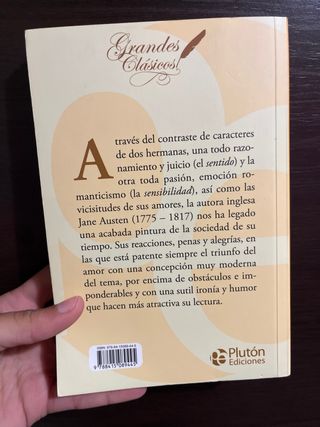 Grandes
Clásicos!
A través del contraste de caracteres
de dos hermanas, una todo razo-
namiento y juicio (el sentido) y la
otra toda pasión, emoción ro-
manticismo (la sensibilidad), así como las
vicisitudes de sus amores, la autora inglesa
Jane Austen (1775 – 1817) nos ha legado
una acabada pintura de la sociedad de su
tiempo. Sus reacciones, penas y alegrías, en
las que está patente siempre el triunfo del
amor con una concepción muy moderna
del tema, por encima de obstáculos e im-
ponderables y con una sutil ironía y humor
que hacen más atractiva su lectura.
9 788415 089445
Plutón
Ediciones